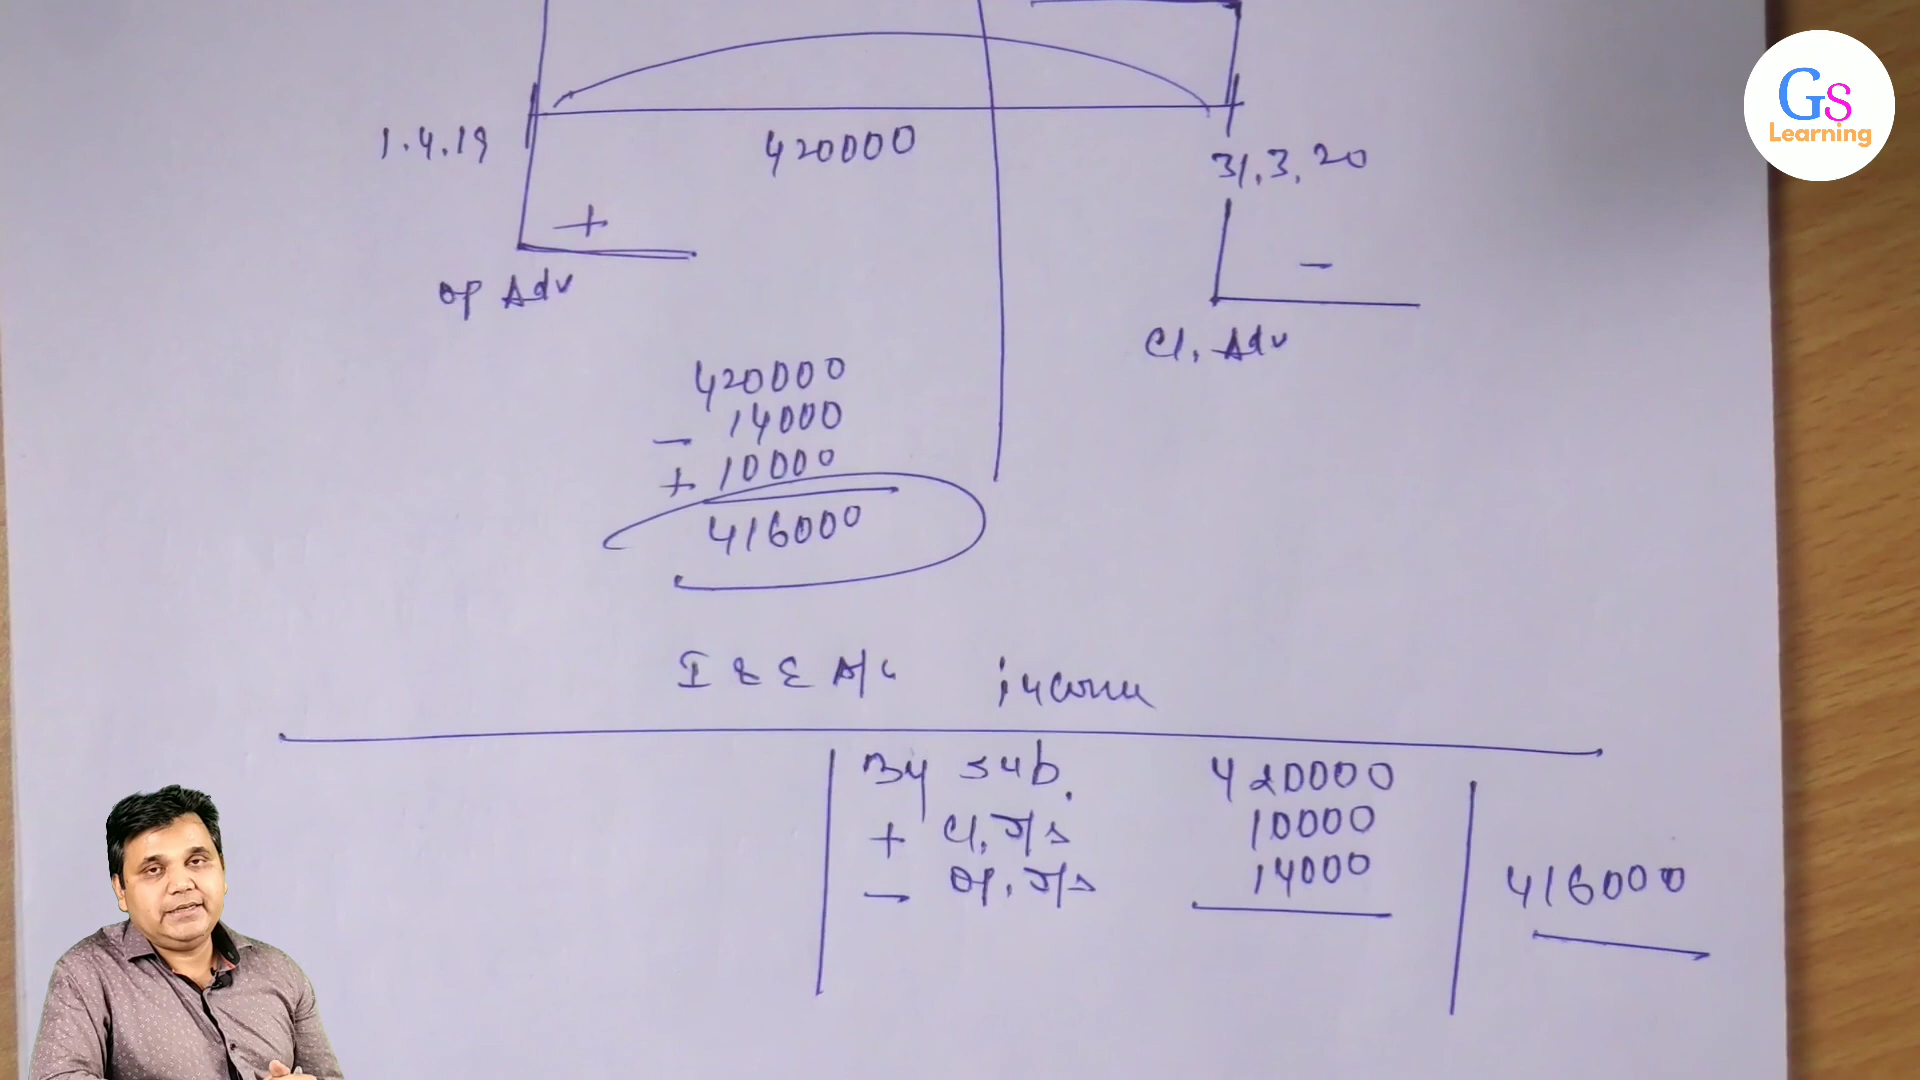 Gs
Learning
1.4.19
420000
31.3.20
+
-
op Adv
Cl. Adv
420000
- 14000
+ 10000
416000
I & E A/c income
By sub. 420000
+ Cl. 10000
- Op. 14000
416000